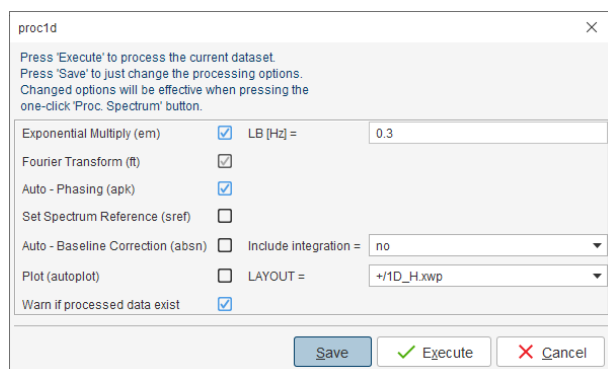 proc1d
Press 'Execute' to process the current dataset.
Press 'Save' to just change the processing options.
Changed options will be effective when pressing the
one-click 'Proc. Spectrum' button.
Exponential Multiply (em) LB [Hz] = 0.3
Fourier Transform (ft)
Auto - Phasing (apk)
Set Spectrum Reference (sref)
Auto - Baseline Correction (absn) Include integration = no
Plot (autoplot) LAYOUT = +/1D_H.xwp
Warn if processed data exist
Save Execute Cancel